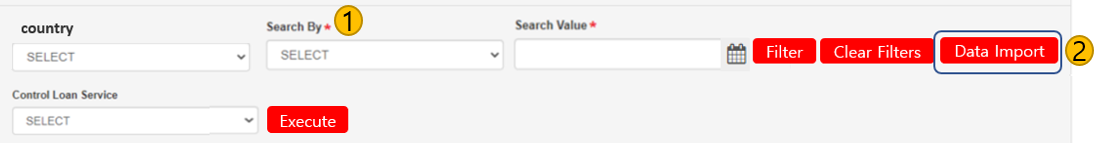 country
Search By * 1
Search Value *
SELECT
SELECT
Filter
Clear Filters
Data Import
2
Control Loan Service
SELECT
Execute